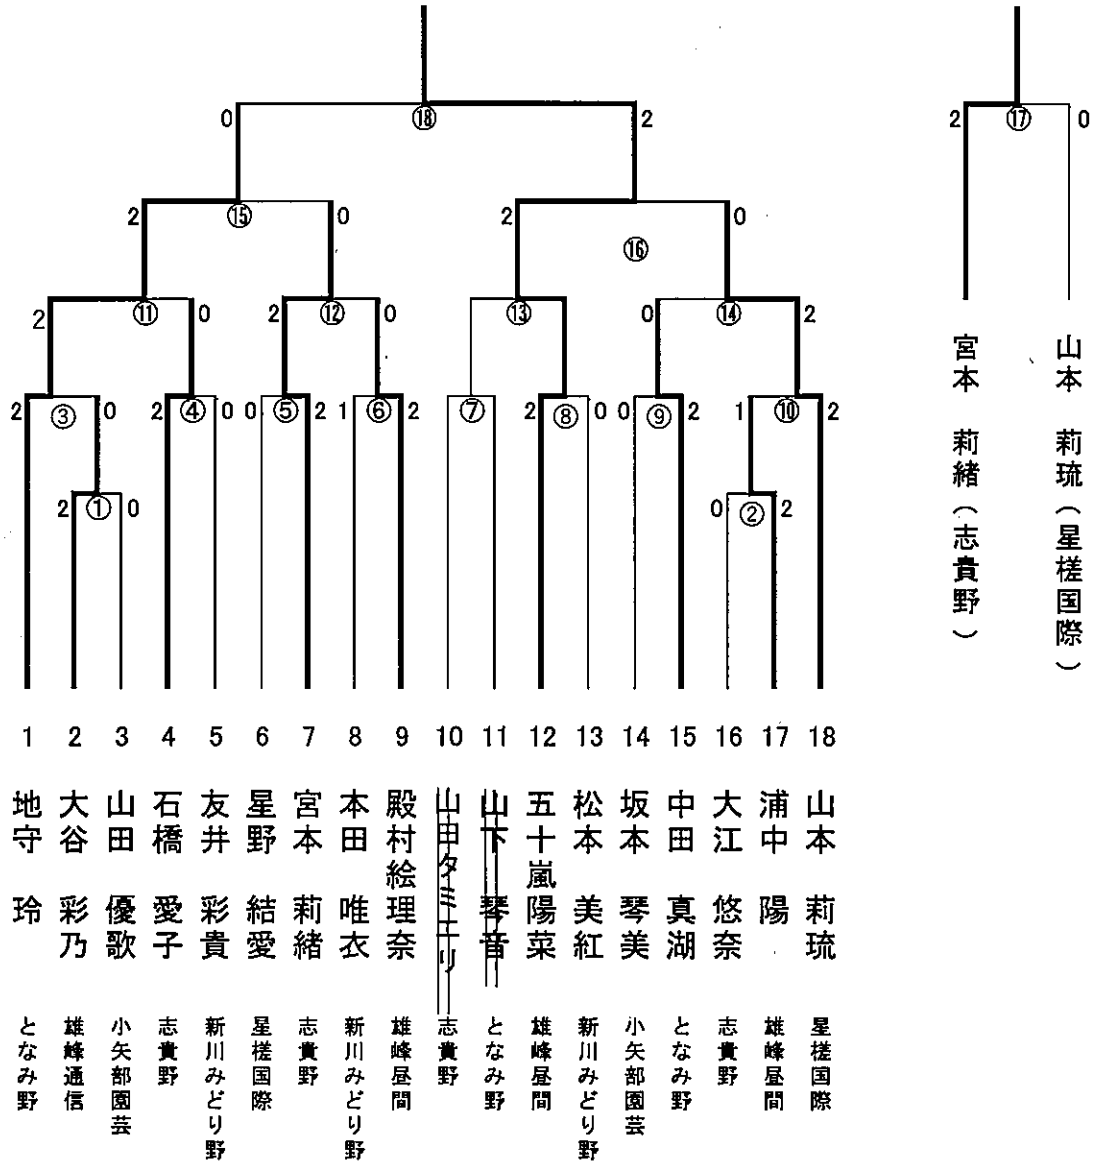 0 ⑱ 2
2 ⑰ 0
2 ⑮ 0
2 ⑯ 0
2 ⑪ 0
2 ⑫ 0
⑬
0 ⑭ 2
2 ③ 0
2 ④ 0
0 ⑤ 2
1 ⑥ 2
⑦
2 ⑧ 0
0 ⑨ 2
1 ⑩ 2
2 ① 0
0 ② 2
宮本 莉緒(志貴野)
山本 莉琉(星槎国際)
1 地守 玲 となみ野
2 大谷 彩乃 雄峰通信
3 山田 優歌 小矢部園芸
4 石橋 愛子 志貴野
5 友井 彩貴 新川みどり野
6 星野 結愛 星槎国際
7 宮本 莉緒 志貴野
8 本田 唯衣 新川みどり野
9 殿村絵理奈 雄峰昼間
10 山田タミエリ 志貴野
11 山下 琴音 となみ野
12 五十嵐陽菜 雄峰昼間
13 松本 美紅 新川みどり野
14 坂本 琴美 小矢部園芸
15 中田 真湖 となみ野
16 大江 悠奈 志貴野
17 浦中 陽 雄峰昼間
18 山本 莉琉 星槎国際